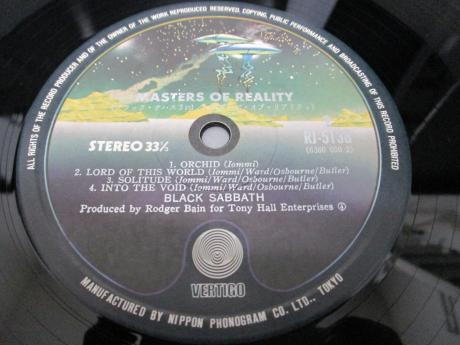 ALL RIGHTS OF THE RECORD PRODUCER AND OF THE OWNER OF THE WORK REPRODUCED RESERVED. COPYING, PUBLIC PERFORMANCE AND BROADCASTING OF THIS RECORD PROHIBITED
MASTERS OF REALITY
STEREO 33⅓
RJ-5136
1. ORCHID (Iommi)
2. LORD OF THIS WORLD (Iommi/Ward/Osbourne/Butler)
3. SOLITUDE (Iommi/Ward/Osbourne/Butler)
4. INTO THE VOID (Iommi/Ward/Osbourne/Butler)
BLACK SABBATH
Produced by Rodger Bain for Tony Hall Enterprises
VERTIGO
MANUFACTURED BY NIPPON PHONOGRAM CO. LTD., TOKYO